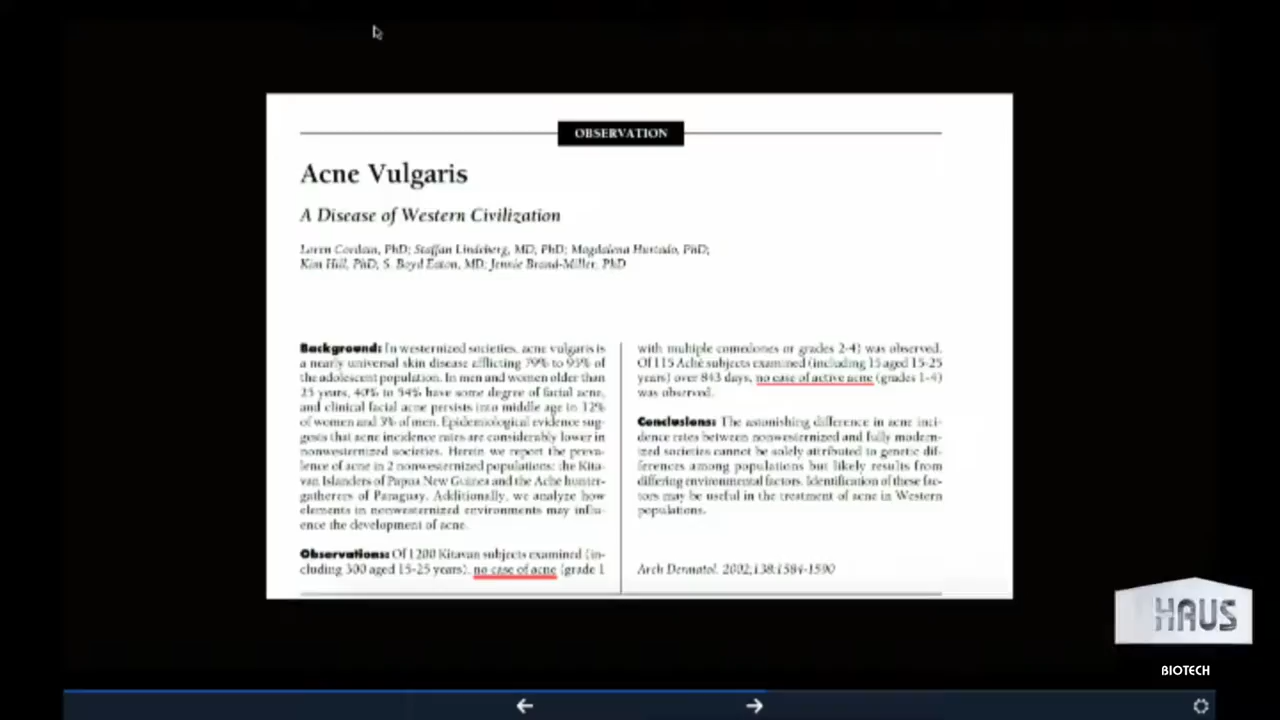 OBSERVATION
Acne Vulgaris
A Disease of Western Civilization
Loren Cordain, PhD; Staffan Lindeberg, MD, PhD; Magdalena Hurtado, PhD;
Kim Hill, PhD; S. Boyd Eaton, MD; Jennie Brand-Miller, PhD
Background: In westernized societies, acne vulgaris is
a nearly universal skin disease afflicting 79% to 95% of
the adolescent population. In men and women older than
25 years, 40% to 54% have some degree of facial acne,
and clinical facial acne persists into middle age in 12%
of women and 3% of men. Epidemiological evidence sug-
gests that acne incidence rates are considerably lower in
nonwesternized societies. Herein we report the preva-
lence of acne in 2 nonwesternized populations: the Kita-
van Islanders of Papua New Guinea and the Aché hunter-
gatherers of Paraguay. Additionally, we analyze how
elements in nonwesternized environments may influ-
ence the development of acne.
Observations: Of 1200 Kitavan subjects examined (in-
cluding 300 aged 15-25 years), no case of acne (grade 1
with multiple comedones or grades 2-4) was observed.
Of 115 Aché subjects examined (including 15 aged 15-25
years) over 843 days, no case of active acne (grades 1-4)
was observed.
Conclusions: The astonishing difference in acne inci-
dence rates between nonwesternized and fully modern-
ized societies cannot be solely attributed to genetic dif-
ferences among populations but likely results from
differing environmental factors. Identification of these fac-
tors may be useful in the treatment of acne in Western
populations.
Arch Dermatol. 2002;138:1584-1590
HAUS
BIOTECH